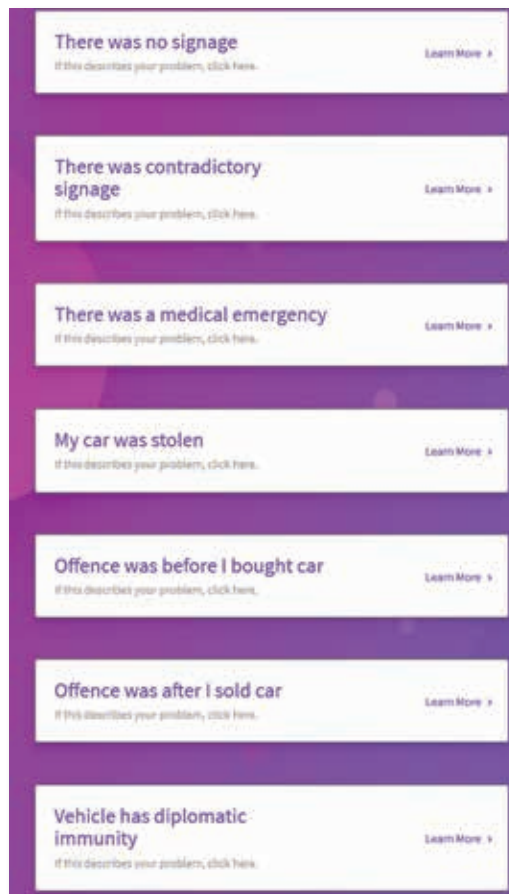 There was no signage
If this describes your problem, click here.
Learn More ›
There was contradictory
signage
If this describes your problem, click here.
Learn More ›
There was a medical emergency
If this describes your problem, click here.
Learn More ›
My car was stolen
If this describes your problem, click here.
Learn More ›
Offence was before I bought car
If this describes your problem, click here.
Learn More ›
Offence was after I sold car
If this describes your problem, click here.
Learn More ›
Vehicle has diplomatic
immunity
If this describes your problem, click here.
Learn More ›